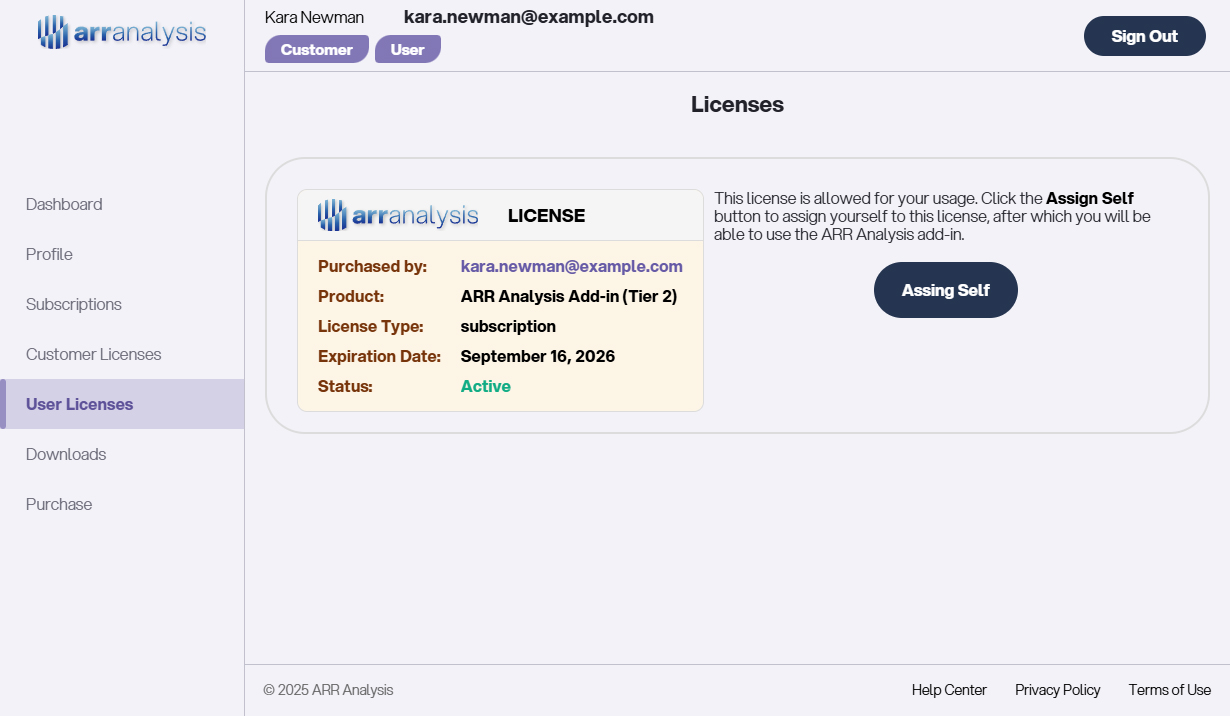 arranalysis
Kara Newman kara.newman@example.com
Customer User
Sign Out
Dashboard
Profile
Subscriptions
Customer Licenses
User Licenses
Downloads
Purchase
Licenses
arranalysis LICENSE
Purchased by: kara.newman@example.com
Product: ARR Analysis Add-in (Tier 2)
License Type: subscription
Expiration Date: September 16, 2026
Status: Active
This license is allowed for your usage. Click the Assign Self
button to assign yourself to this license, after which you will be
able to use the ARR Analysis add-in.
Assing Self
© 2025 ARR Analysis
Help Center Privacy Policy Terms of Use